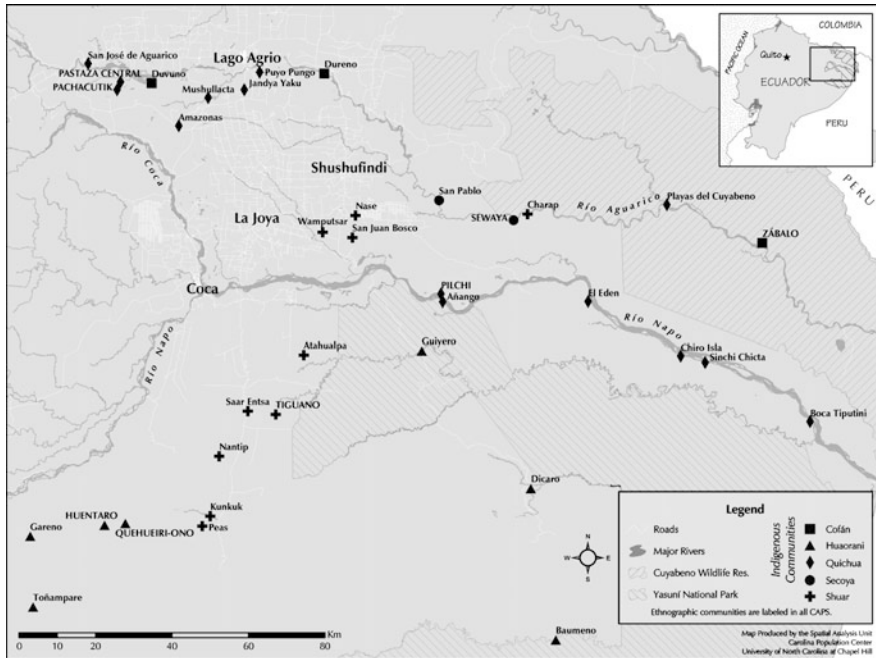 COLOMBIA
PACIFIC OCEAN
Quito
ECUADOR
PERU
PERU
San José de Aguarico
Lago Agrio
PASTAZA CENTRAL
Duvuno
Puyo Pungo
Dureno
PACHACUTIK
Mushullacta
Jandya Yaku
Amazonas
Río Coca
Shushufindi
San Pablo
Nase
SEWAYA
Charap
Río Aguarico
Playas del Cuyabeno
La Joya
Wamputsar
San Juan Bosco
ZÁBALO
Coca
PILCHI
Añango
El Eden
Río Napo
Río Napo
Atahualpa
Guiyero
Chiro Isla
Sinchi Chicta
Saar Entsa
TIGUANO
Boca Tiputini
Nantip
Dicaro
HUENTARO
Kunkuk
Gareno
QUEHUEIRI-ONO
Peas
Toñampare
Baumeno
N
W
E
S
Legend
Roads
Major Rivers
Cuyabeno Wildlife Res.
Yasuní National Park
Indigenous
Communities
Cofán
Huaorani
Quichua
Secoya
Shuar
Ethnographic communities are labeled in all CAPS.
Km
0 20 40 60 80
Map Produced by the Spatial Analysis Unit
Carolina Population Center
University of North Carolina at Chapel Hill